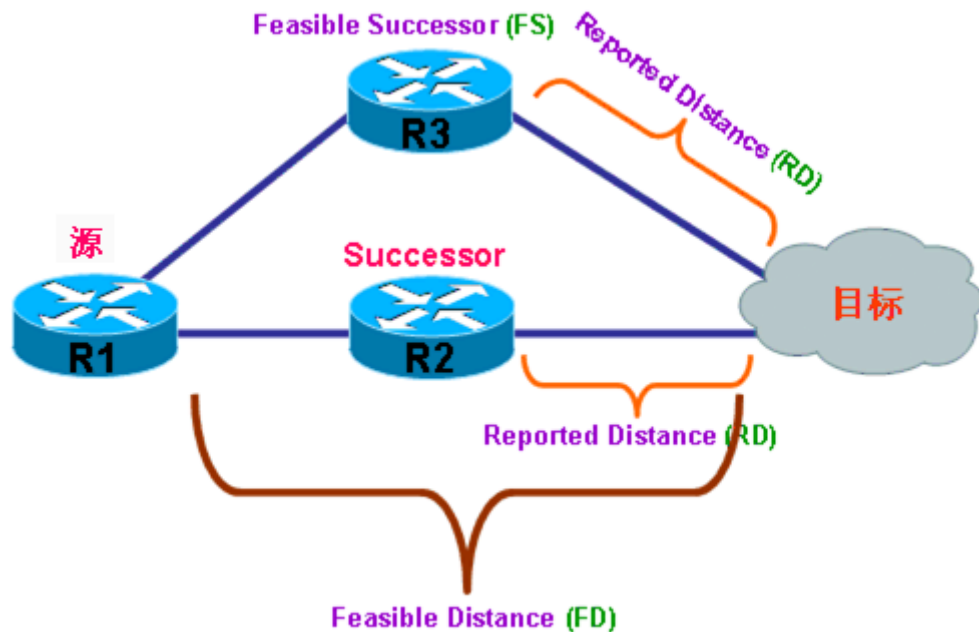 Feasible Successor (FS)
Reported Distance (RD)
R3
源
Successor
目标
R1
R2
Reported Distance (RD)
Feasible Distance (FD)